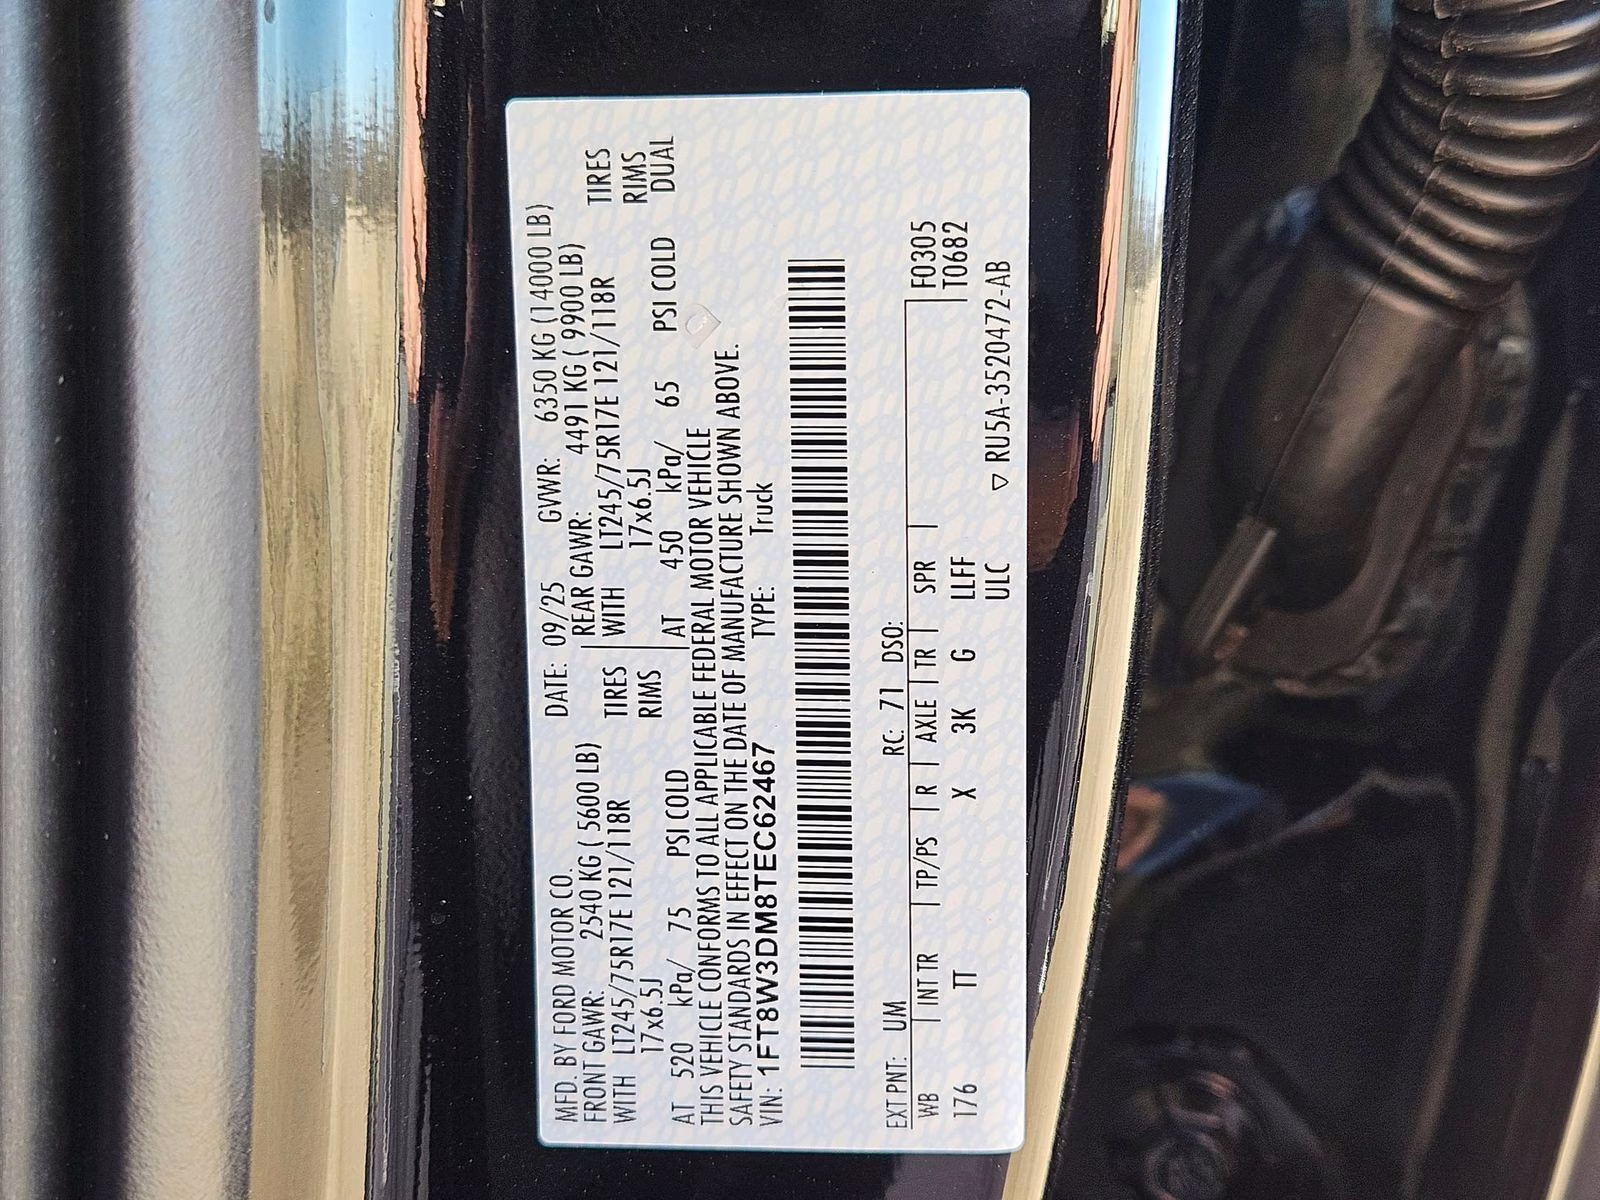 MFD. BY FORD MOTOR CO. DATE: 09/25 GVWR: 6350 KG (14000 LB)
FRONT GAWR: 2540 KG ( 5600 LB) REAR GAWR: 4491 KG ( 9900 LB)
WITH LT245/75R17E 121/118R TIRES WITH LT245/75R17E 121/118R TIRES
17x6.5J RIMS 17x6.5J RIMS
AT 520 kPa/ 75 PSI COLD AT 450 kPa/ 65 PSI COLD DUAL
THIS VEHICLE CONFORMS TO ALL APPLICABLE FEDERAL MOTOR VEHICLE
SAFETY STANDARDS IN EFFECT ON THE DATE OF MANUFACTURE SHOWN ABOVE.
VIN: 1FT8W3DM8TEC62467 TYPE: Truck
EXT PNT: UM RC: 71 DSO:
WB INT TR TP/PS R AXLE TR SPR F0305
176 TT X 3K G LLFF T0682
ULC ▽ RU5A-3520472-AB